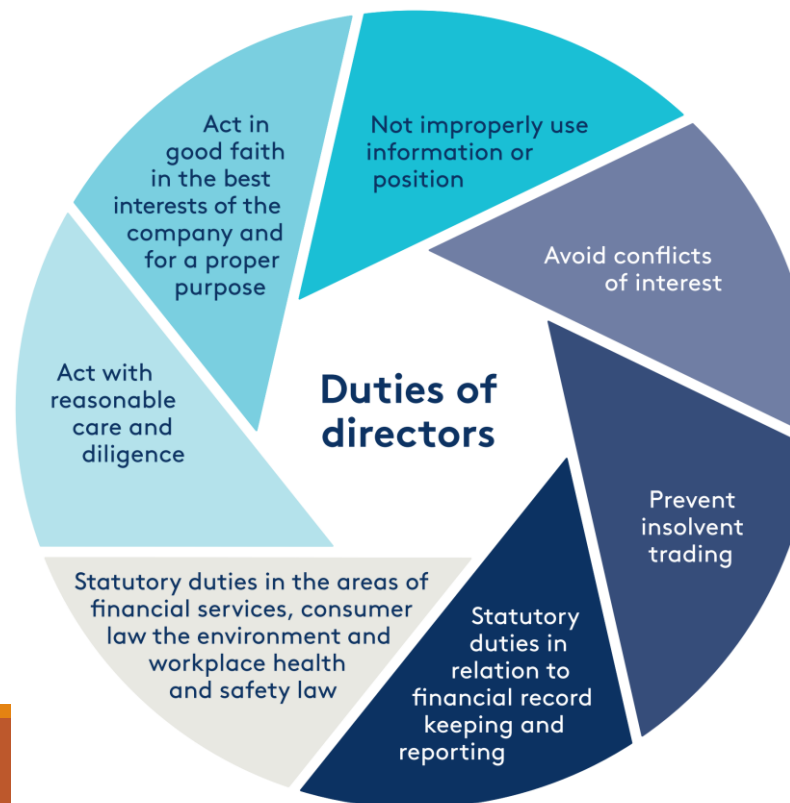 Duties of
directors
Act in
good faith
in the best
interests of the
company and
for a proper
purpose
Not improperly use
information or
position
Avoid conflicts
of interest
Prevent
insolvent
trading
Statutory
duties in
relation to
financial record
keeping and
reporting
Statutory duties in the areas of
financial services, consumer
law the environment and
workplace health
and safety law
Act with
reasonable
care and
diligence